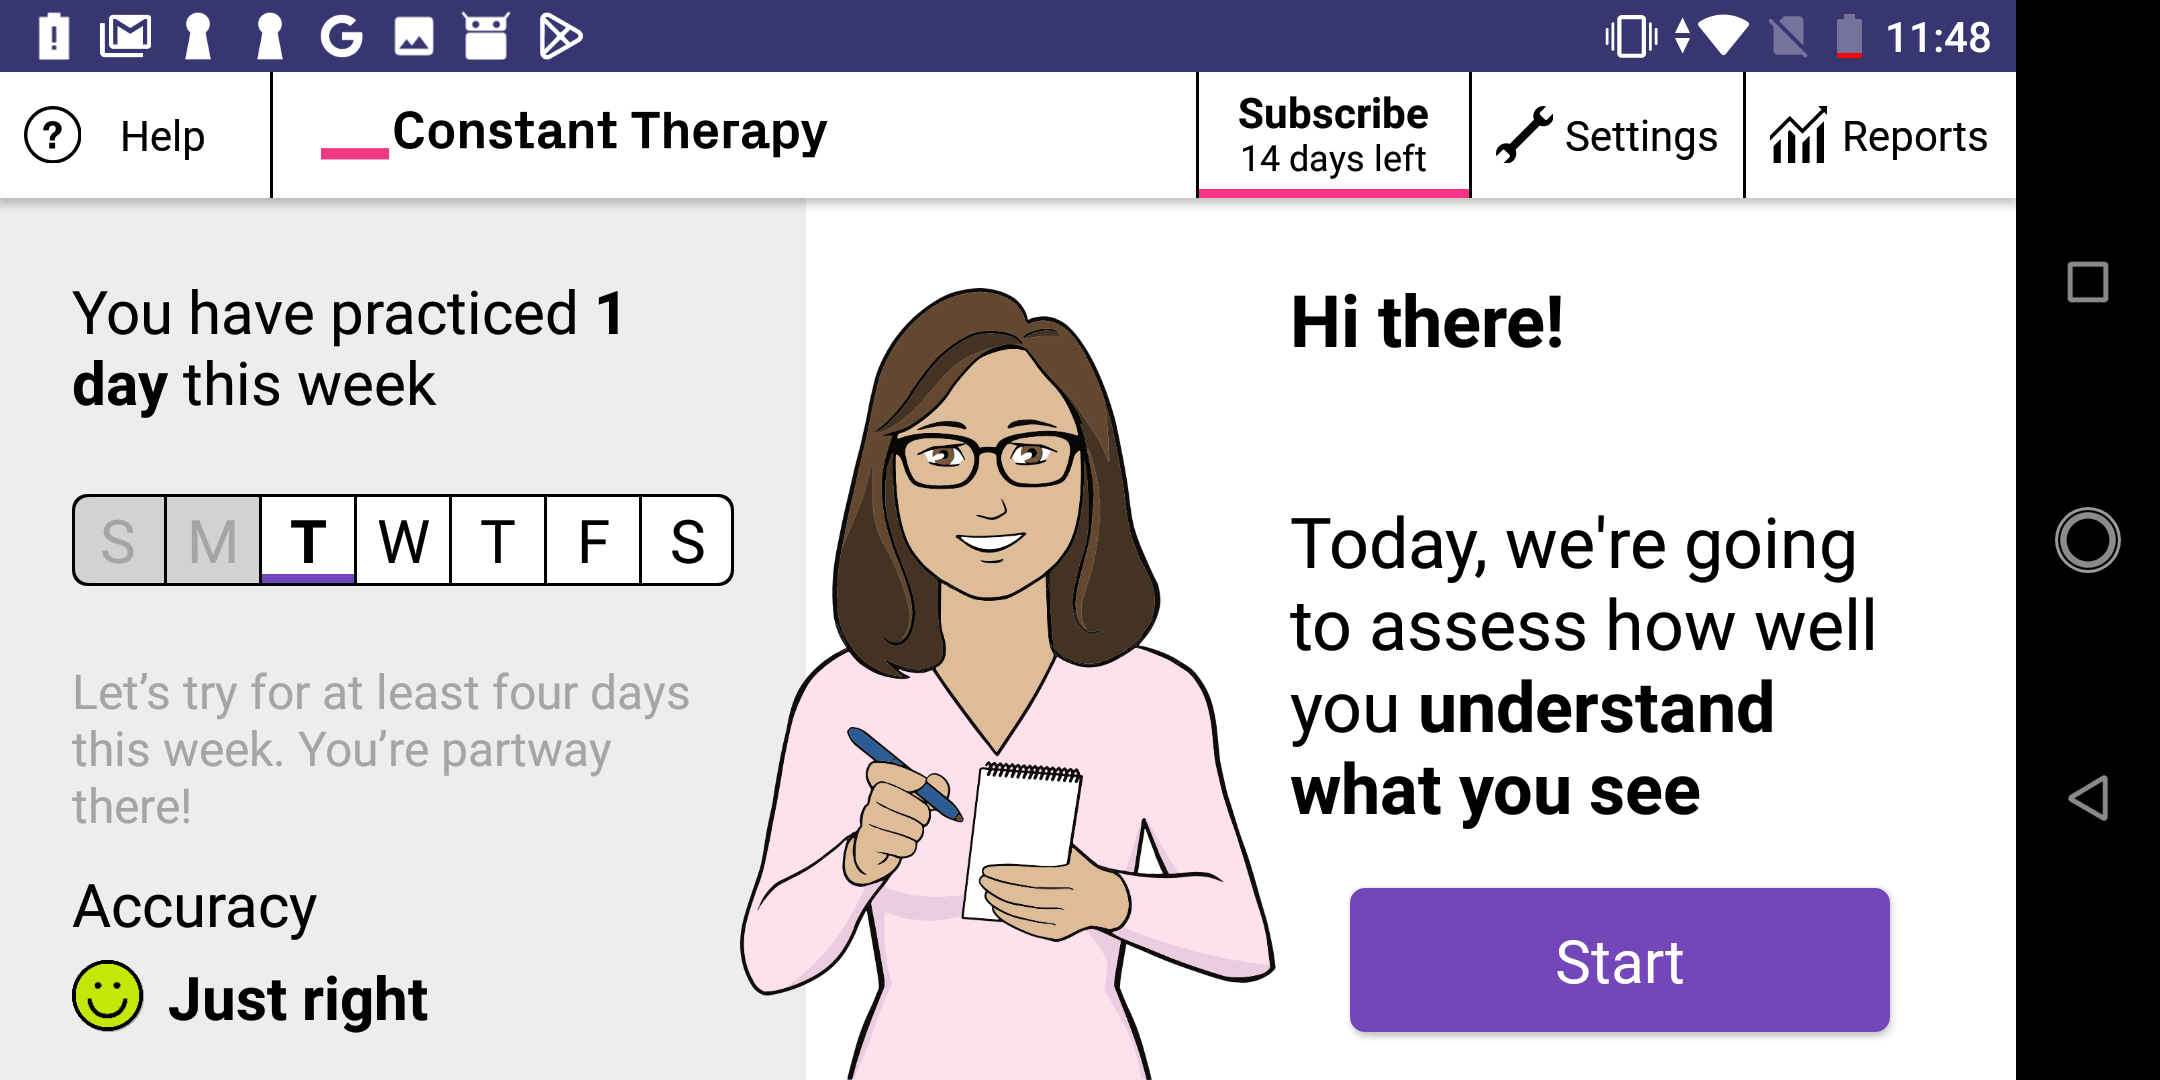 11:48
? Help
Constant Therapy
Subscribe
14 days left
Settings
Reports
You have practiced 1
day this week
S M T W T F S
Let’s try for at least four days
this week. You’re partway
there!
Accuracy
Just right
Hi there!
Today, we're going
to assess how well
you understand
what you see
Start